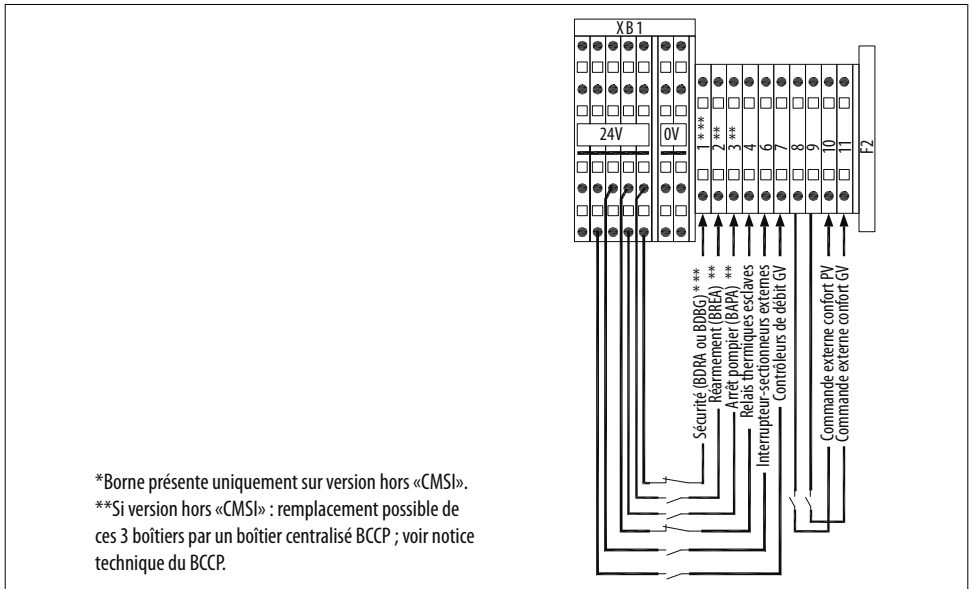 XB1
24V
0V
1 * **
2 **
3 **
4
6
7
8
9
10
11
F2
Sécurité (BDRA ou BDBG) * **
Réarmement (BREA) **
Arrêt pompier (BAPA) **
Relais thermiques esclaves
Interrupteur-sectionneurs externes
Contrôleurs de débit GV
Commande externe confort PV
Commande externe confort GV
*Borne présente uniquement sur version hors «CMSI».
**Si version hors «CMSI» : remplacement possible de
ces 3 boîtiers par un boîtier centralisé BCCP ; voir notice
technique du BCCP.